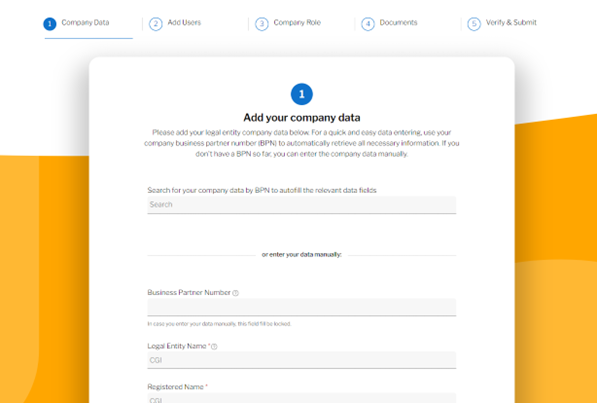 1 Company Data
2 Add Users
3 Company Role
4 Documents
5 Verify & Submit
1
Add your company data
Please add your legal entity company data below. For a quick and easy data entering, use your
company business partner number (BPN) to automatically retrieve all necessary information. If you
don't have a BPN so far, you can enter the company data manually.
Search for your company data by BPN to autofill the relevant data fields
Search
or enter your data manually:
Business Partner Number ?
In case you enter your data manually, this field fill be locked.
Legal Entity Name * ?
CGI
Registered Name *
CGI